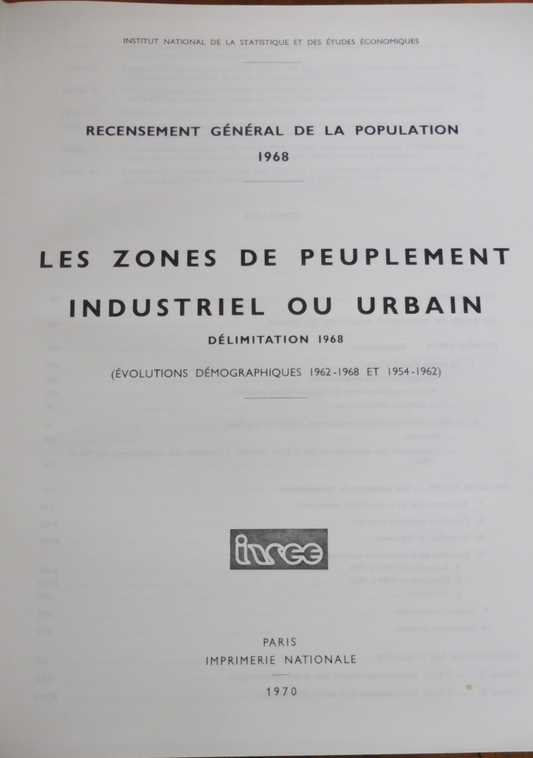 INSTITUT NATIONAL DE LA STATISTIQUE ET DES ÉTUDES ÉCONOMIQUES
RECENSEMENT GÉNÉRAL DE LA POPULATION
1968
LES ZONES DE PEUPLEMENT
INDUSTRIEL OU URBAIN
DÉLIMITATION 1968
(ÉVOLUTIONS DÉMOGRAPHIQUES 1962-1968 ET 1954-1962)
insee
PARIS
IMPRIMERIE NATIONALE
1970